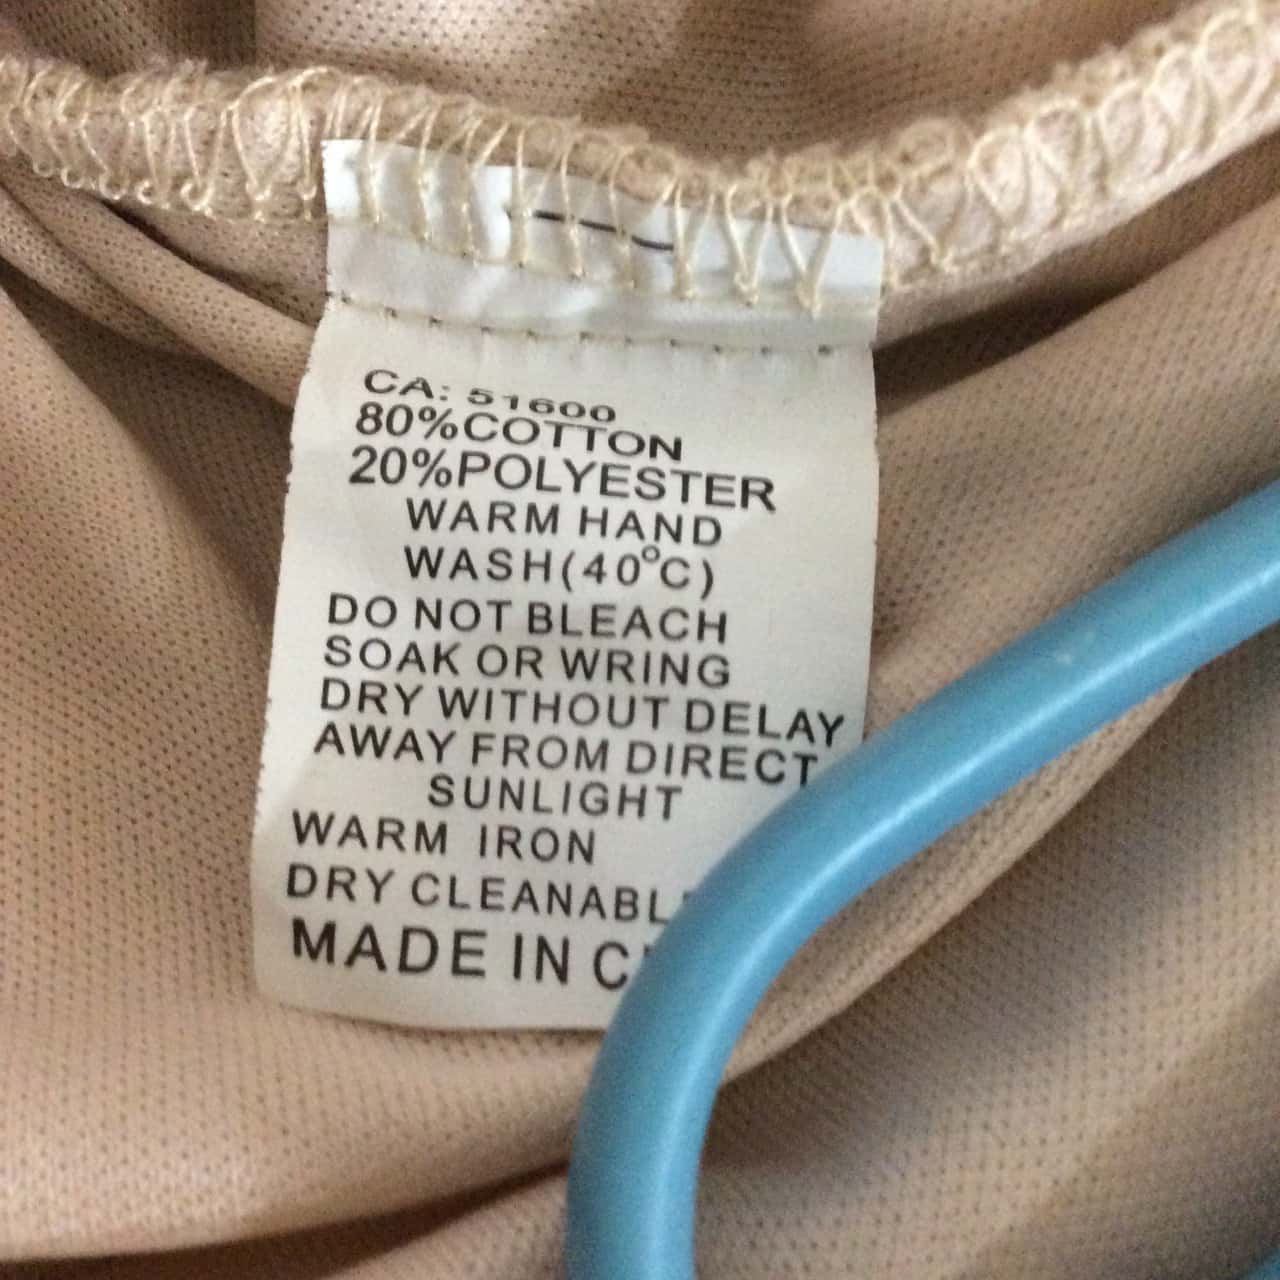 CA: 51600
80%COTTON
20%POLYESTER
WARM HAND
WASH(40°C)
DO NOT BLEACH
SOAK OR WRING
DRY WITHOUT DELAY
AWAY FROM DIRECT
SUNLIGHT
WARM IRON
DRY
MADE IN